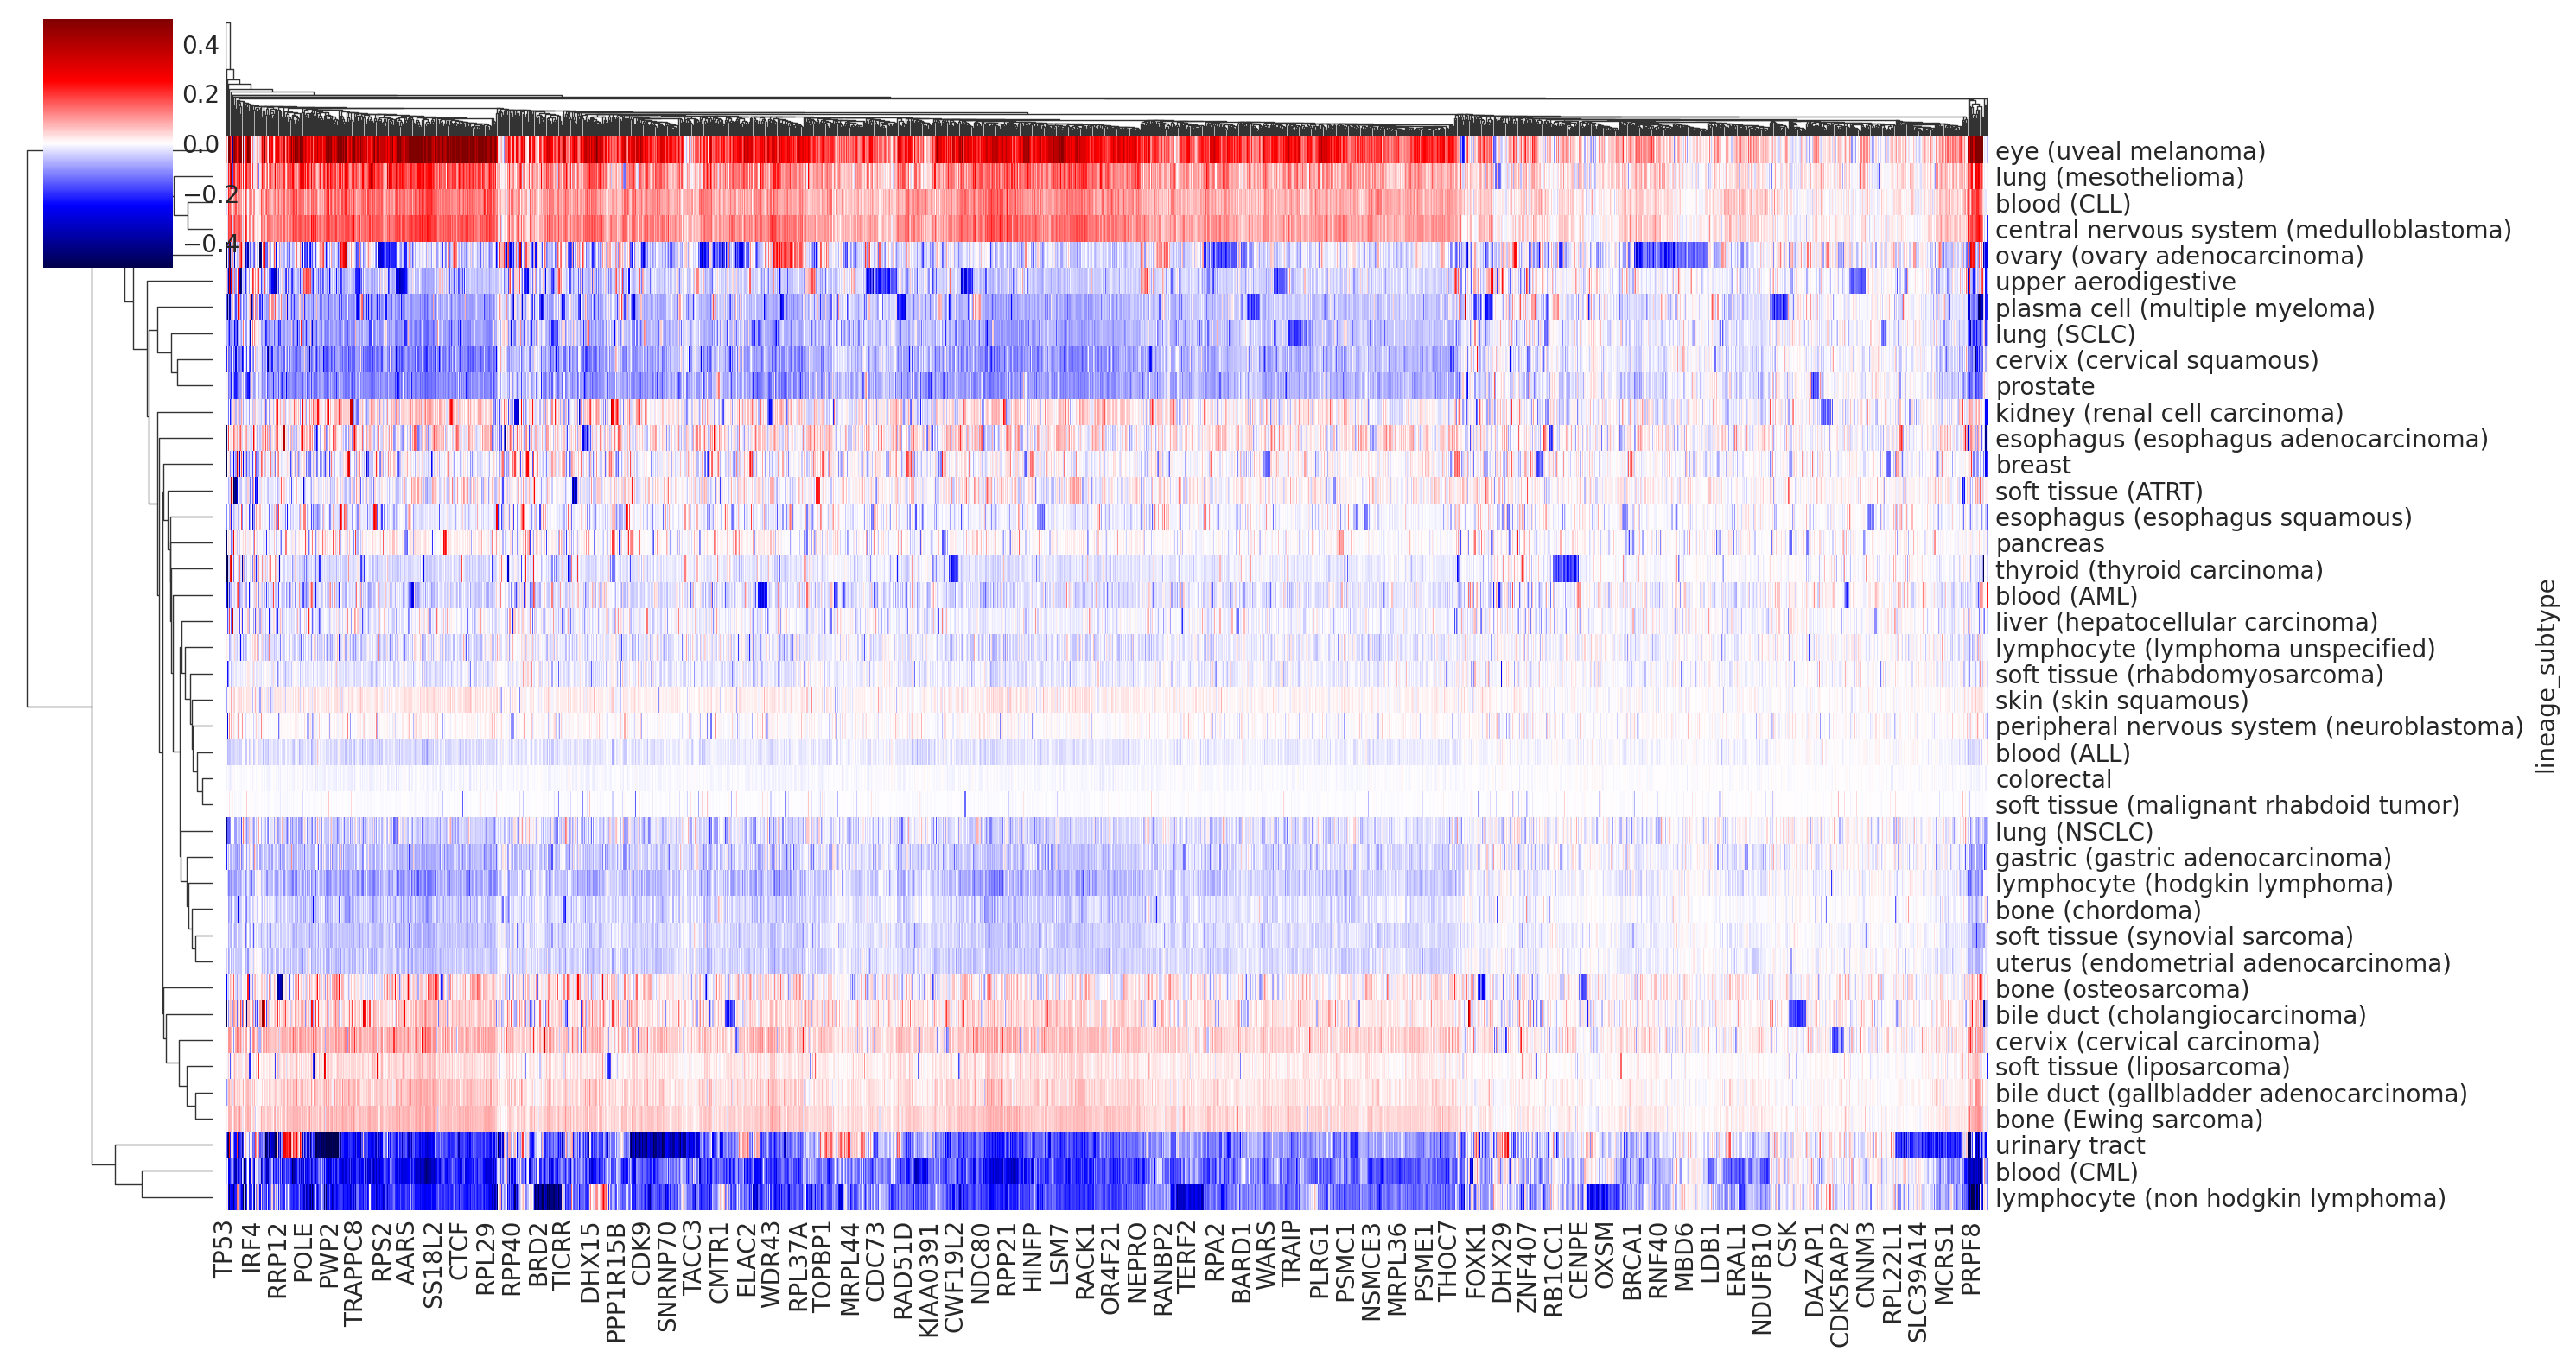 0.4
0.2
0.0
−0.2
−0.4
eye (uveal melanoma)
lung (mesothelioma)
blood (CLL)
central nervous system (medulloblastoma)
ovary (ovary adenocarcinoma)
upper aerodigestive
plasma cell (multiple myeloma)
lung (SCLC)
cervix (cervical squamous)
prostate
kidney (renal cell carcinoma)
esophagus (esophagus adenocarcinoma)
breast
soft tissue (ATRT)
esophagus (esophagus squamous)
pancreas
thyroid (thyroid carcinoma)
blood (AML)
liver (hepatocellular carcinoma)
lymphocyte (lymphoma unspecified)
soft tissue (rhabdomyosarcoma)
skin (skin squamous)
peripheral nervous system (neuroblastoma)
blood (ALL)
colorectal
soft tissue (malignant rhabdoid tumor)
lung (NSCLC)
gastric (gastric adenocarcinoma)
lymphocyte (hodgkin lymphoma)
bone (chordoma)
soft tissue (synovial sarcoma)
uterus (endometrial adenocarcinoma)
bone (osteosarcoma)
bile duct (cholangiocarcinoma)
cervix (cervical carcinoma)
soft tissue (liposarcoma)
bile duct (gallbladder adenocarcinoma)
bone (Ewing sarcoma)
urinary tract
blood (CML)
lymphocyte (non hodgkin lymphoma)
lineage_subtype
TP53
IRF4
RRP12
POLE
PWP2
TRAPPC8
RPS2
AARS
SS18L2
CTCF
RPL29
RPP40
BRD2
TICRR
DHX15
PPP1R15B
CDK9
SNRNP70
TACC3
CMTR1
ELAC2
WDR43
RPL37A
TOPBP1
MRPL44
CDC73
RAD51D
KIAA0391
CWF19L2
NDC80
RPP21
HINFP
LSM7
RACK1
OR4F21
NEPRO
RANBP2
TERF2
RPA2
BARD1
WARS
TRAIP
PLRG1
PSMC1
NSMCE3
MRPL36
PSME1
THOC7
FOXK1
DHX29
ZNF407
RB1CC1
CENPE
OXSM
BRCA1
RNF40
MBD6
LDB1
ERAL1
NDUFB10
CSK
DAZAP1
CDK5RAP2
CNNM3
RPL22L1
SLC39A14
MCRS1
PRPF8